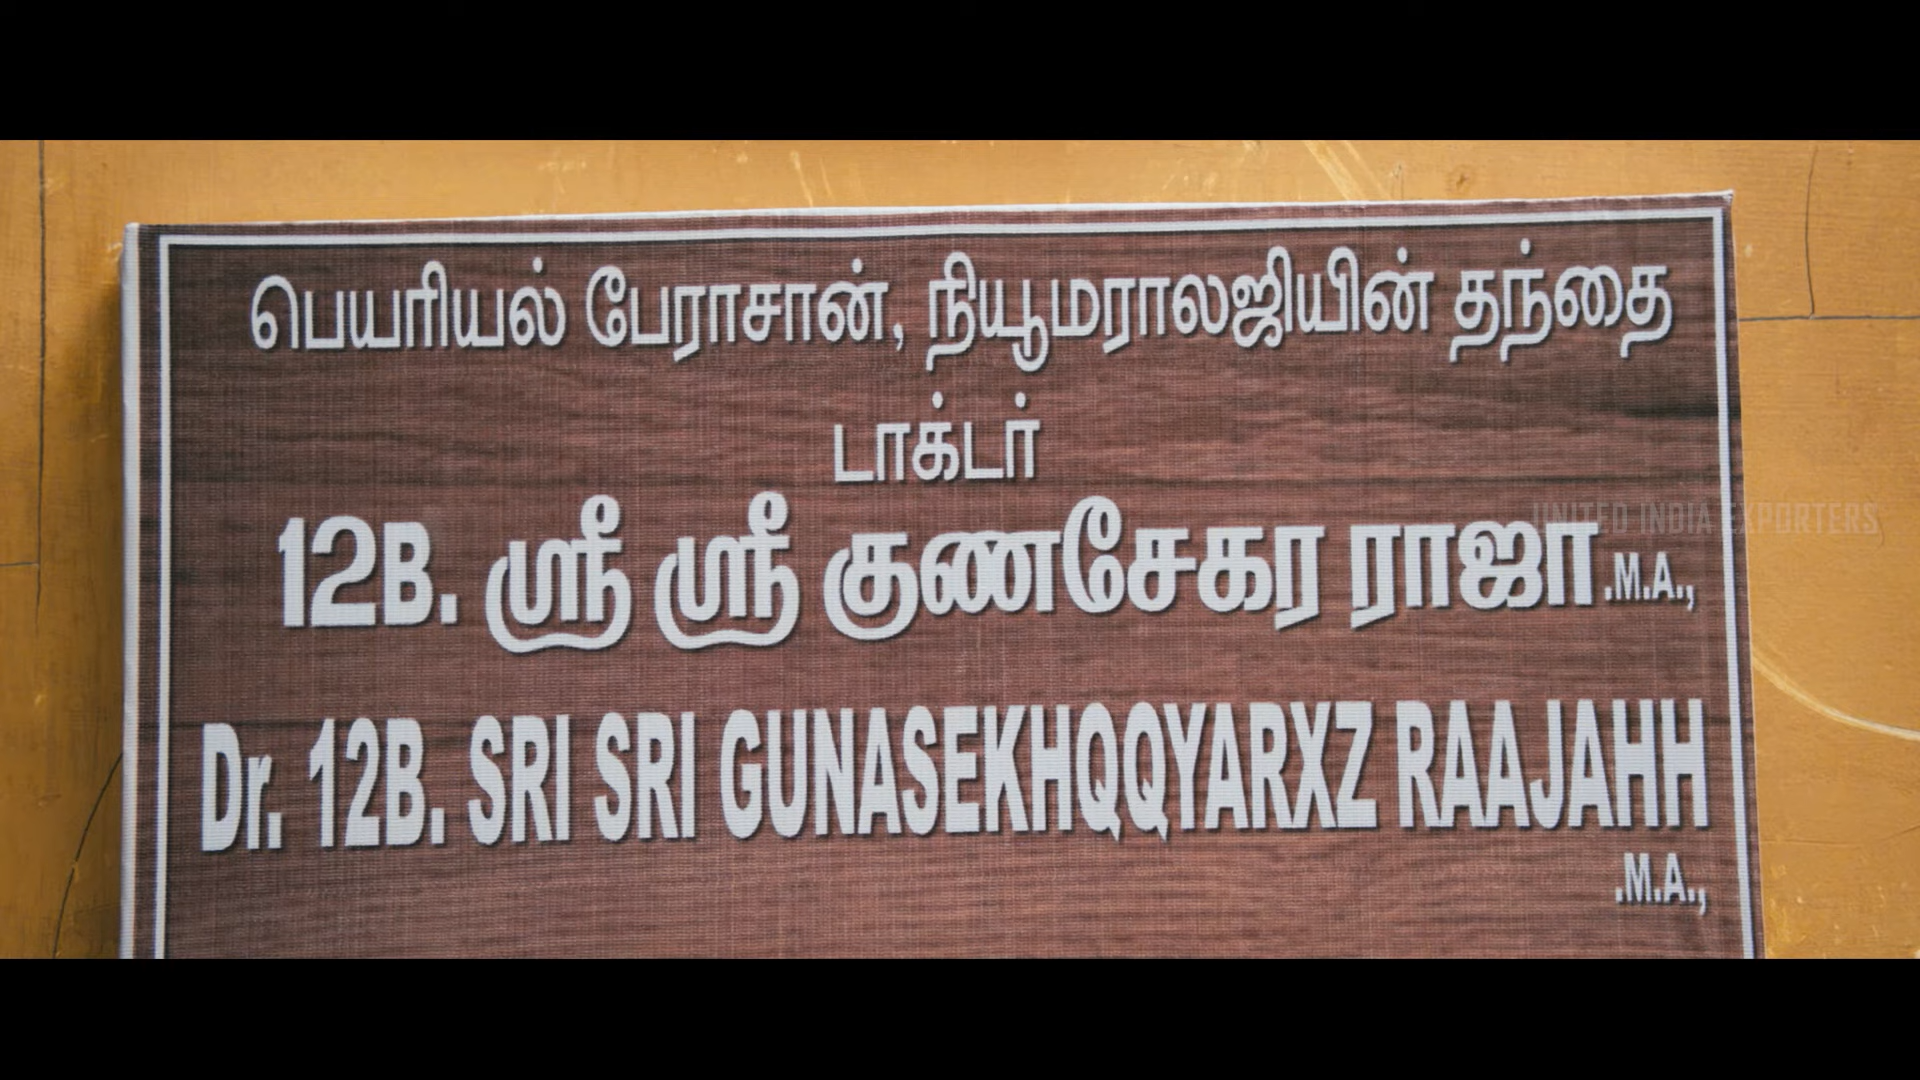 பெயரியல் பேராசான், நியூமராலஜியின் தந்தை
டாக்டர்
12B. ஸ்ரீ ஸ்ரீ குணசேகர ராஜா.M.A.,
UNITED INDIA EXPORTERS
Dr. 12B. SRI SRI GUNASEKHQQYARXZ RAAJAHH
.M.A.,